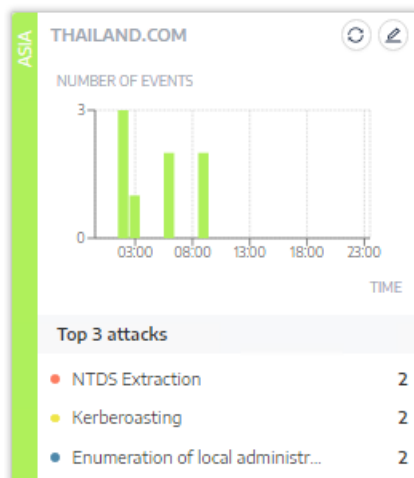 ASIA
THAILAND.COM
NUMBER OF EVENTS
3
0
03:00 08:00 13:00 18:00 23:00
TIME
Top 3 attacks
NTDS Extraction 2
Kerberoasting 2
Enumeration of local administr... 2